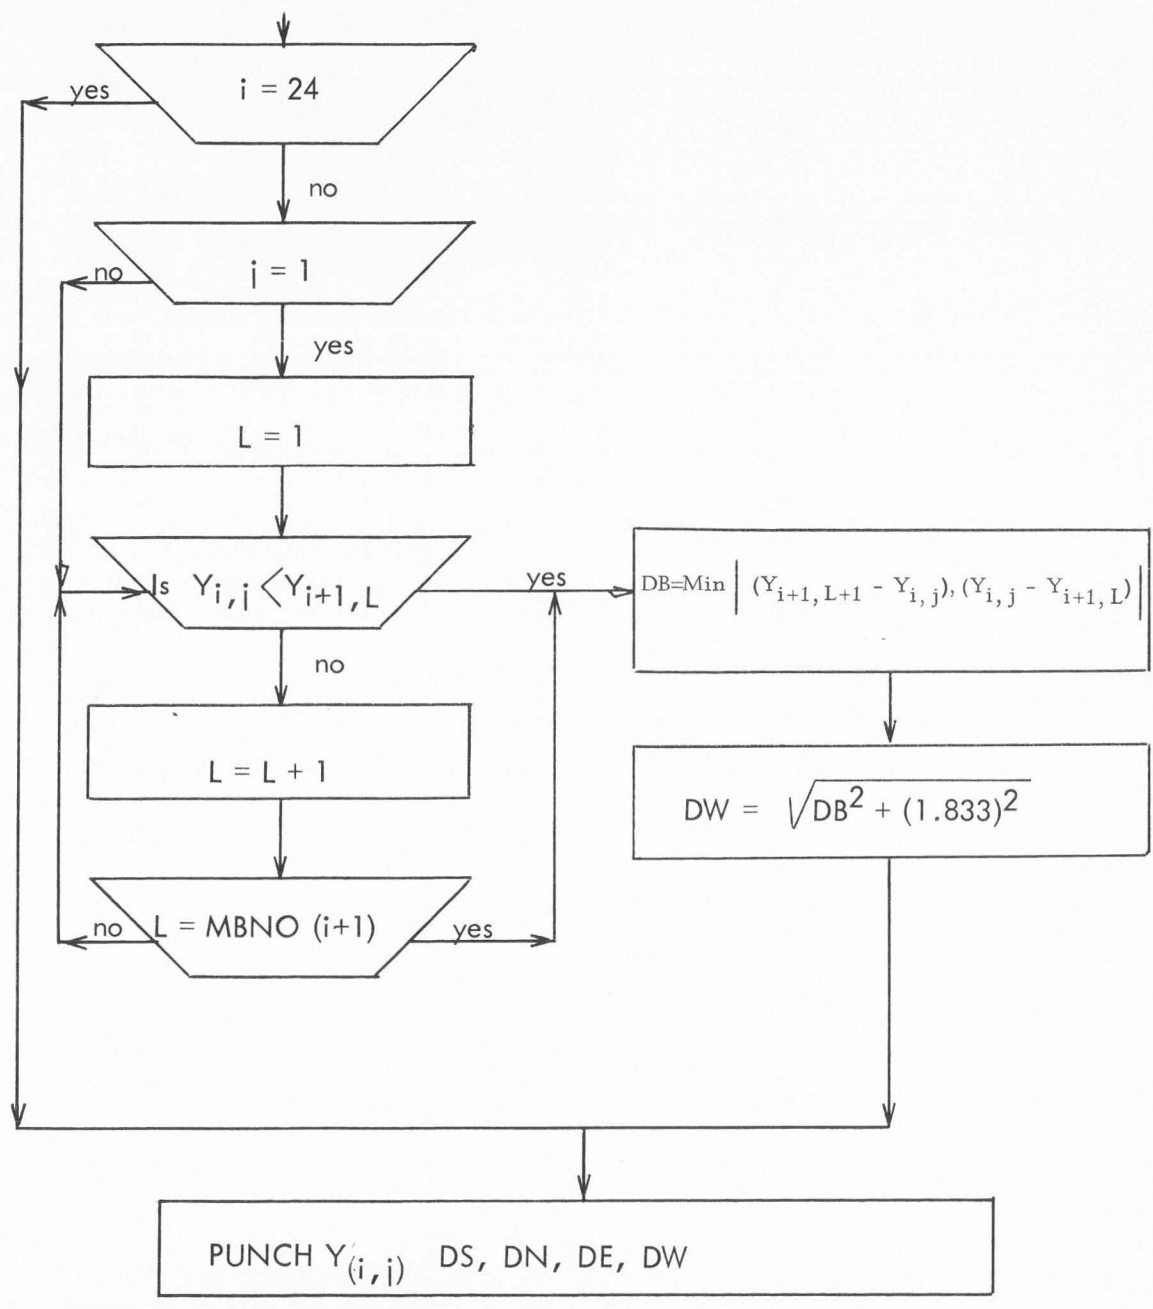 i = 24
yes
no
j = 1
no
yes
L = 1
Is Y_{i,j} < Y_{i+1,L}
yes
DB=Min | (Y_{i+1,L+1} - Y_{i,j}), (Y_{i,j} - Y_{i+1,L}) |
no
L = L + 1
DW = √DB² + (1.833)²
L = MBNO (i+1)
no
yes
PUNCH Y_{(i,j)} DS, DN, DE, DW